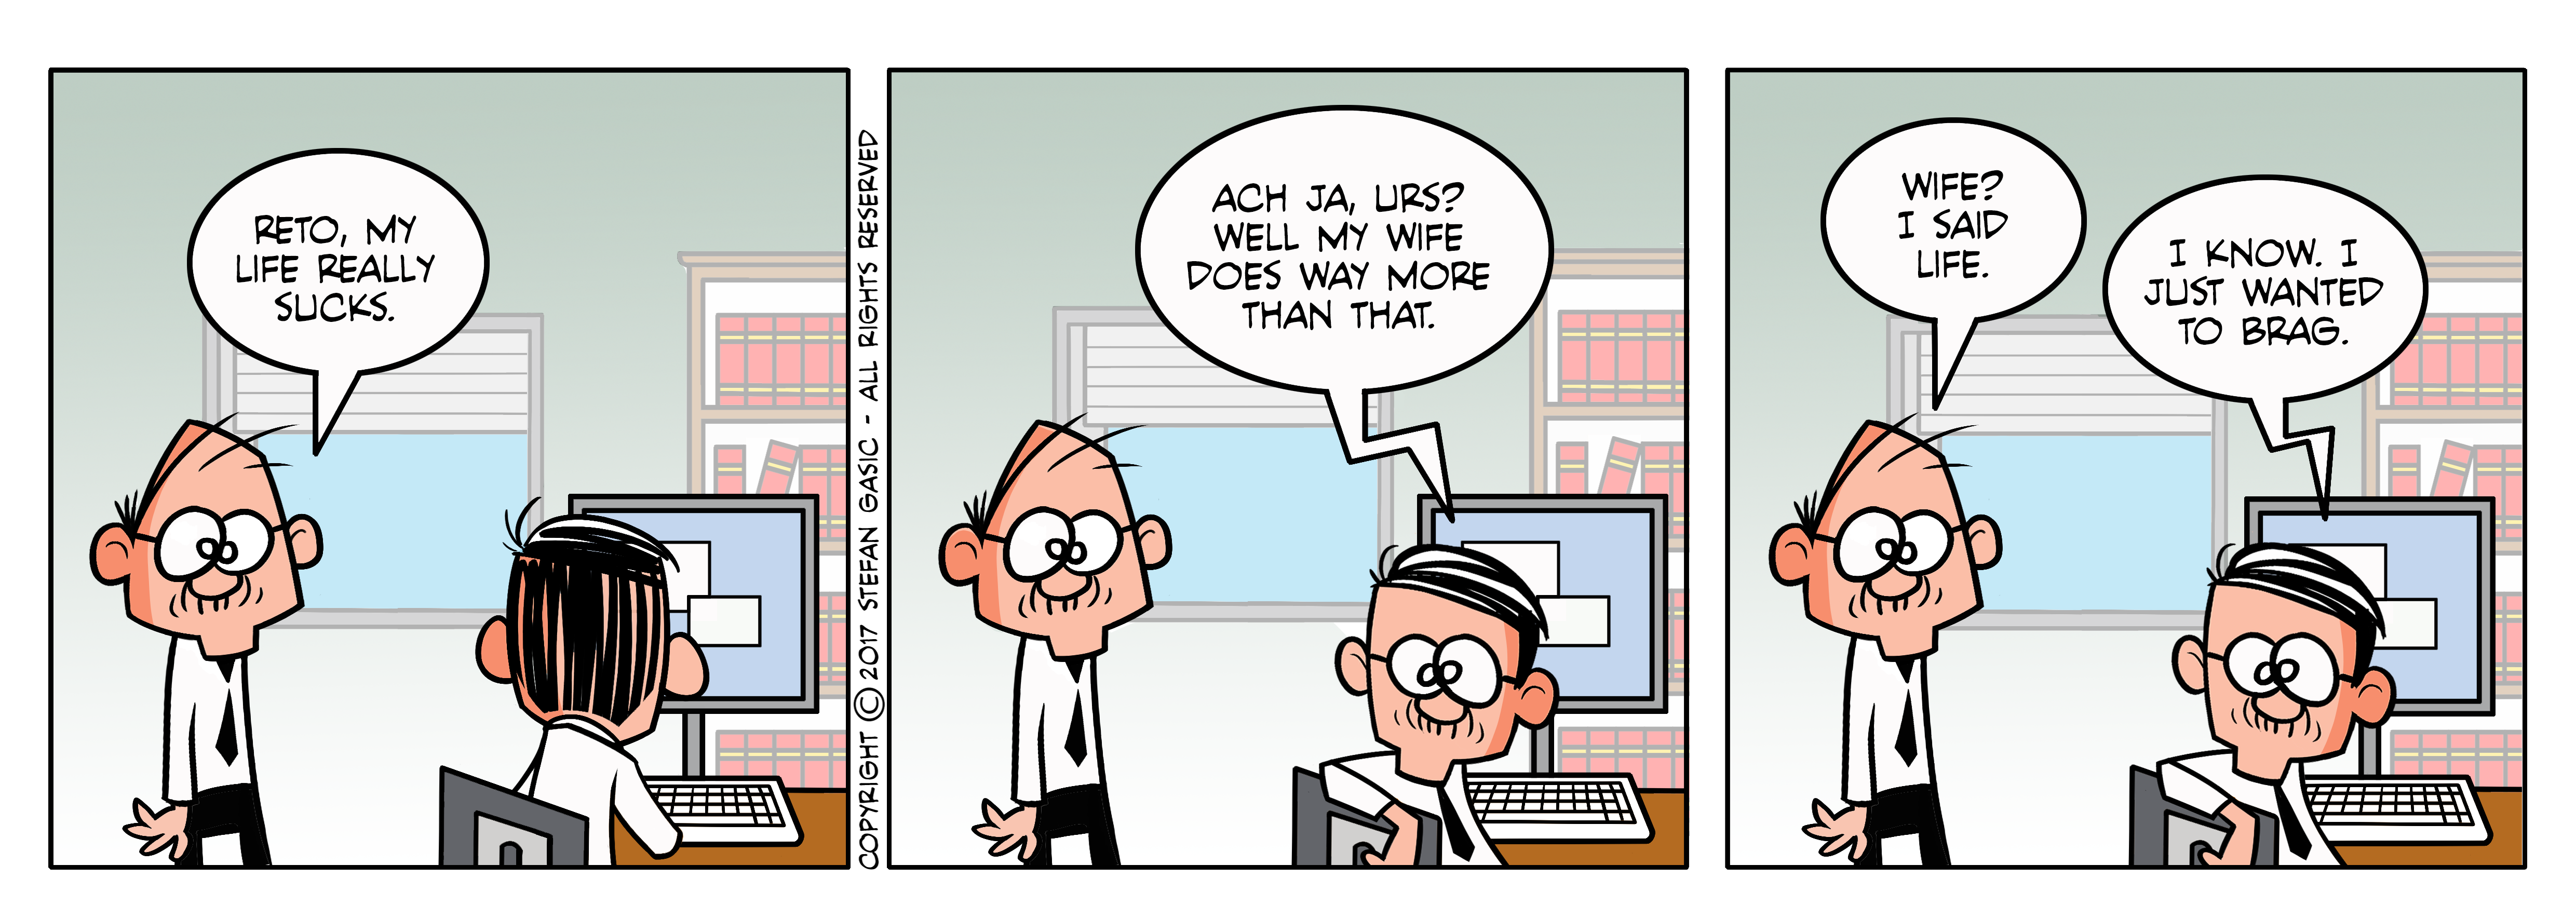 RETO, MY
LIFE REALLY
SUCKS.
COPYRIGHT © 2017 STEFAN GASIC - ALL RIGHTS RESERVED
ACH JA, URS?
WELL MY WIFE
DOES WAY MORE
THAN THAT.
WIFE?
I SAID
LIFE.
I KNOW. I
JUST WANTED
TO BRAG.